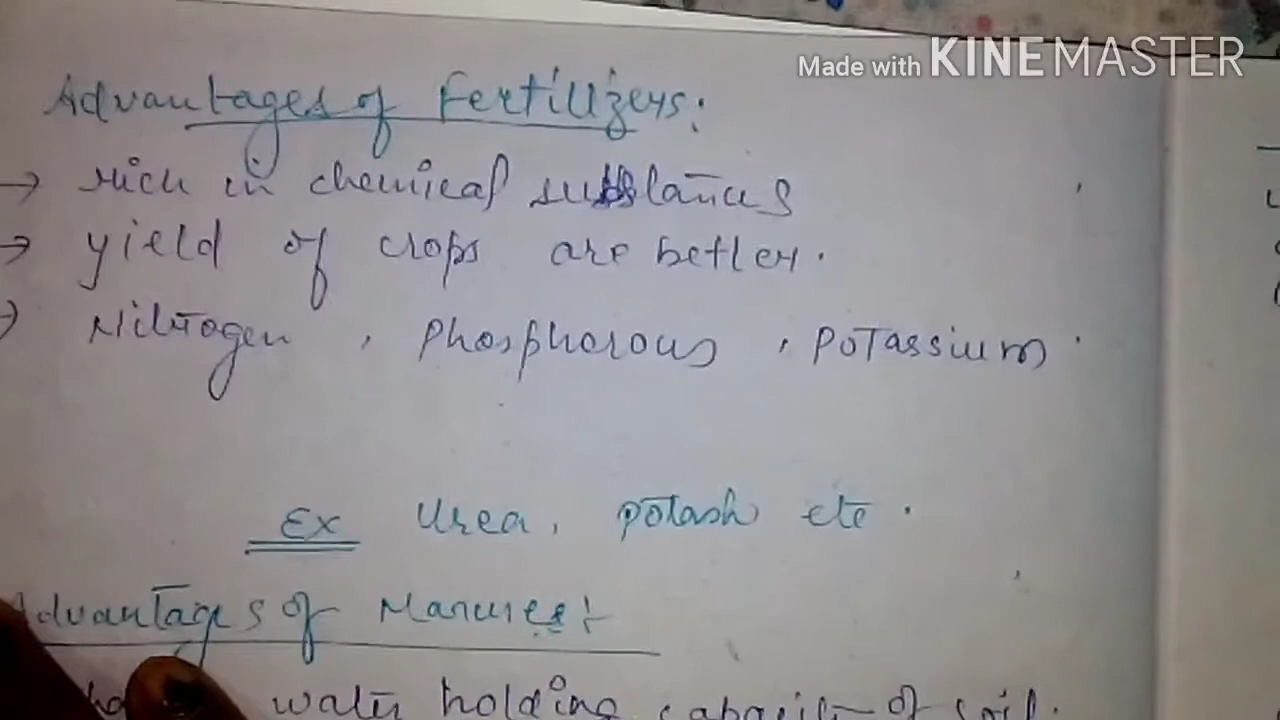 Made with KINEMASTER
Advantages of Fertilizers:
→ rich in chemical substances
→ yield of crops are better.
→ Nitrogen, Phosphorous, Potassium.
Ex Urea, potash etc.
Advantages of Manures:
water holding capacity of soil.